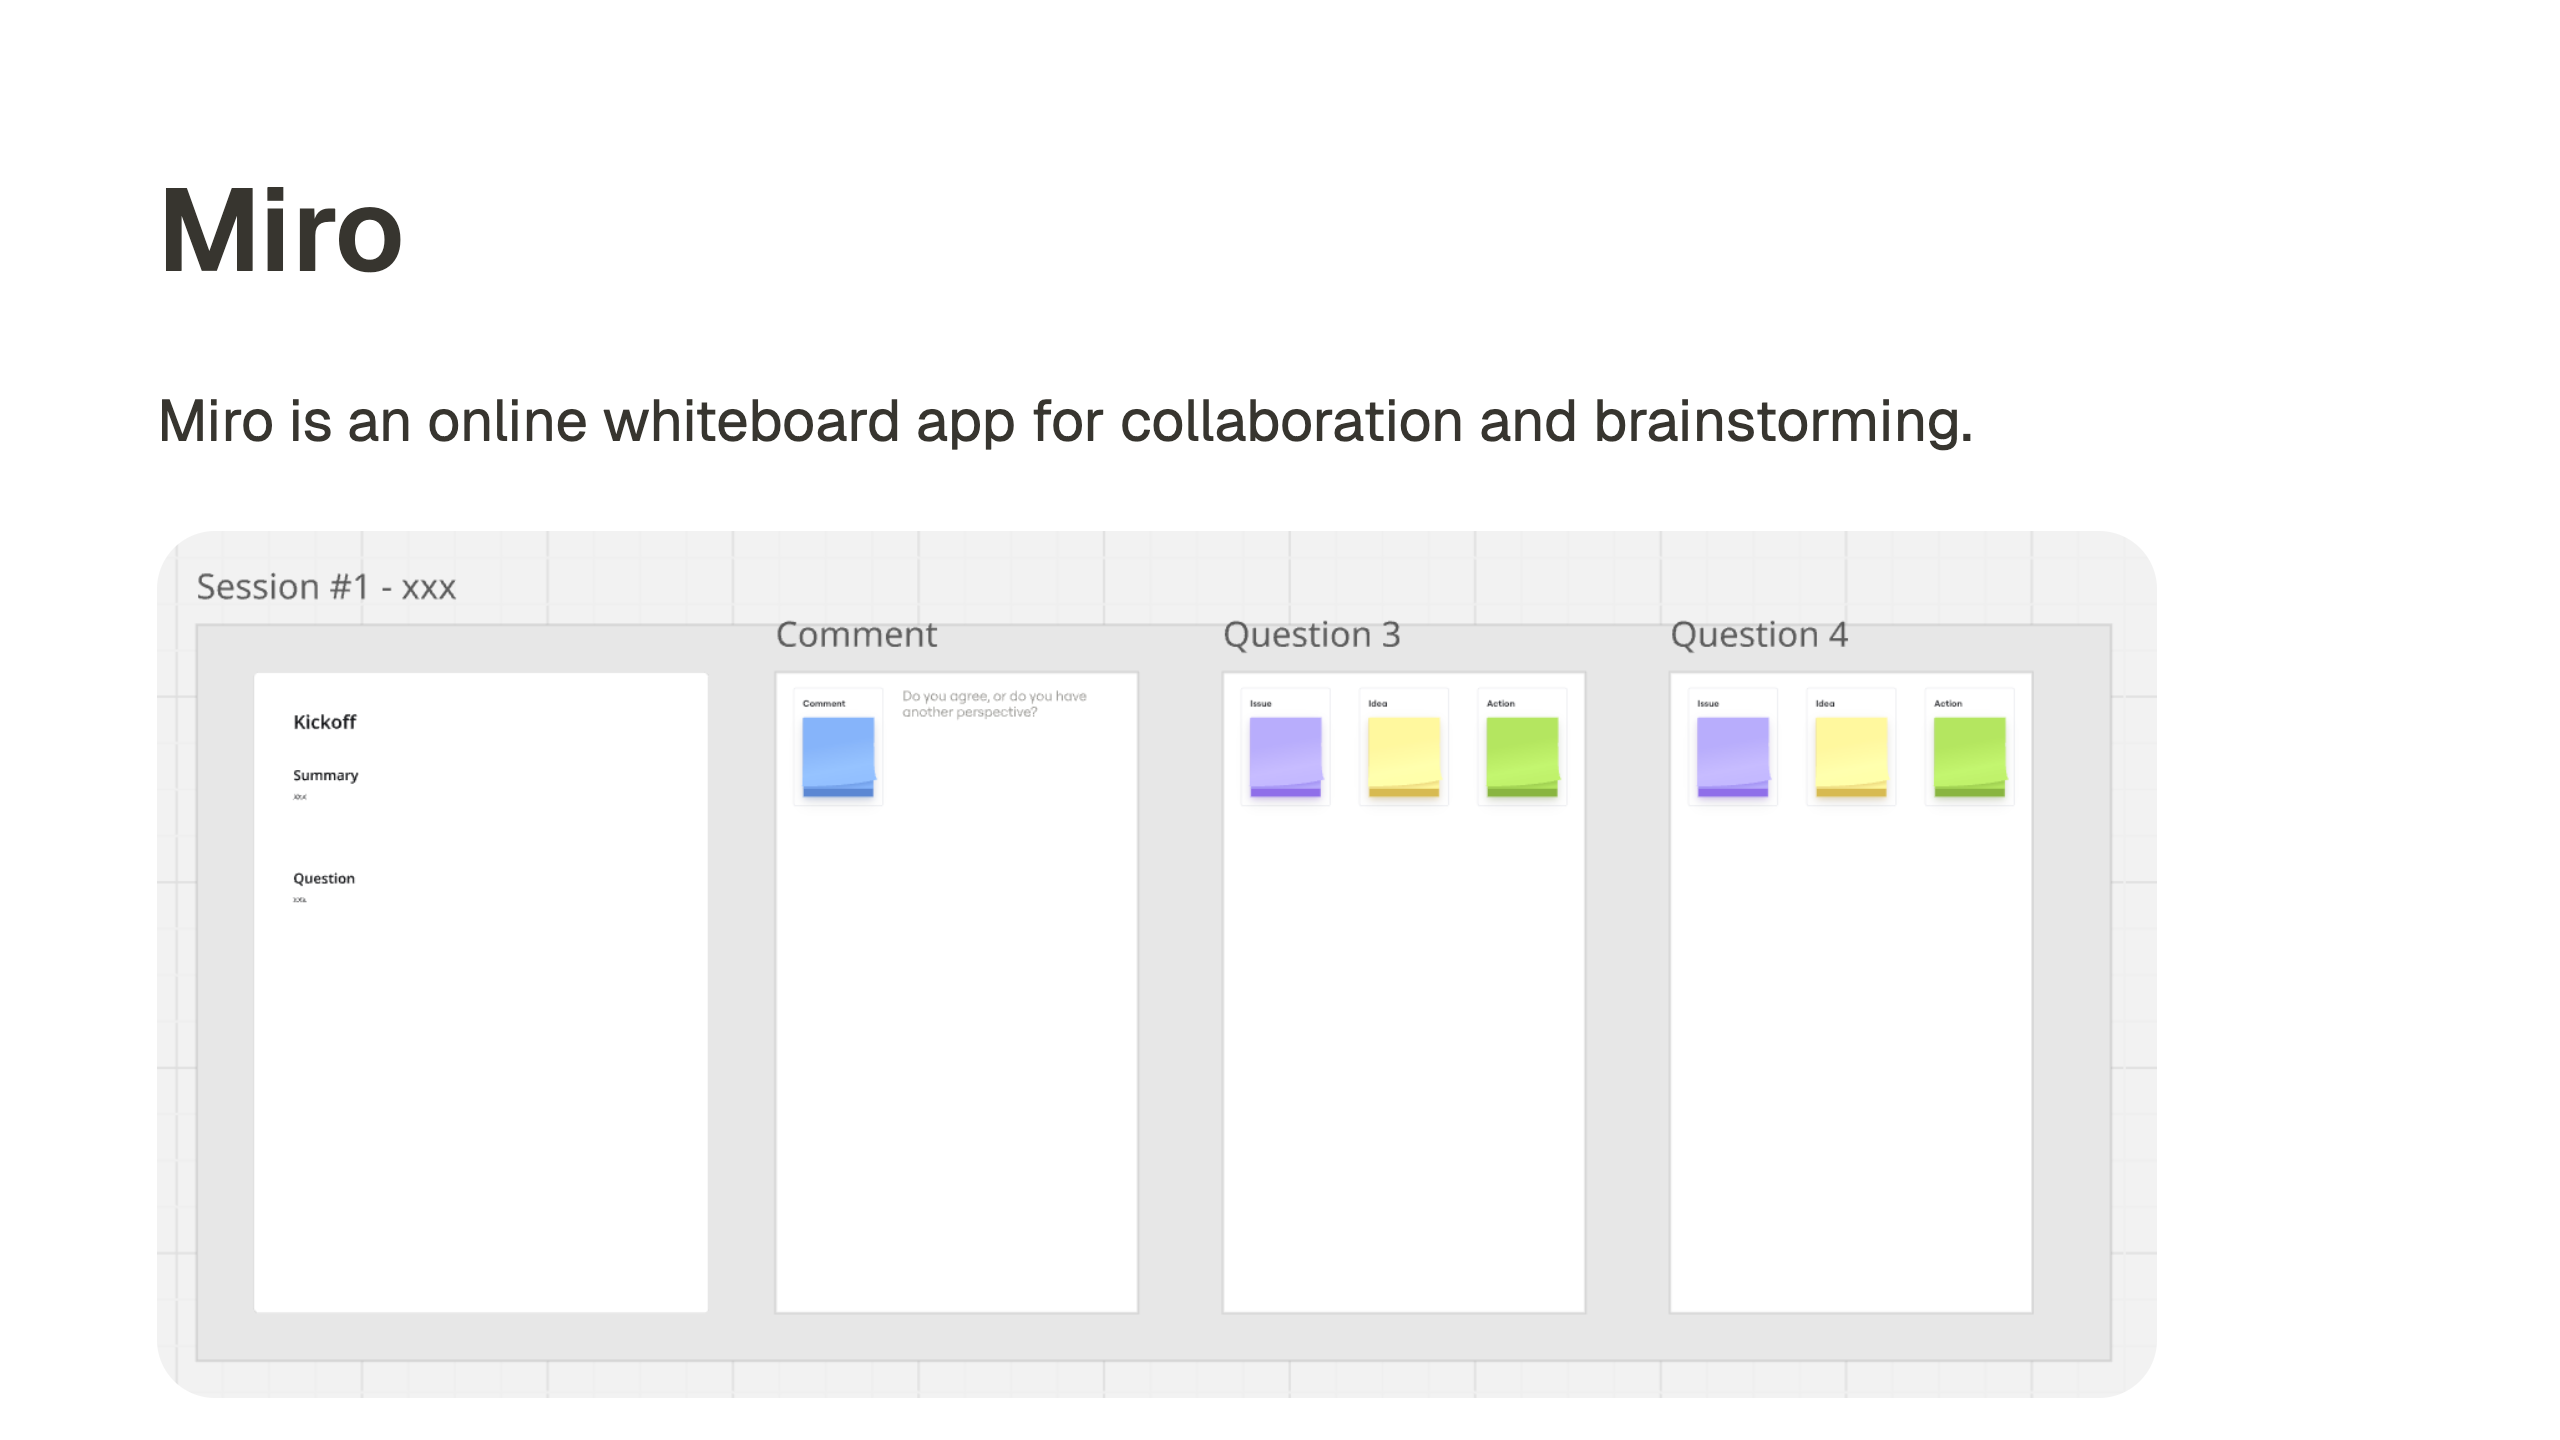 Miro
Miro is an online whiteboard app for collaboration and brainstorming.
Session #1 - xxx
Kickoff
Summary
xxx
Question
xxx
Comment
Comment
Do you agree, or do you have
another perspective?
Question 3
Issue
Idea
Action
Question 4
Issue
Idea
Action